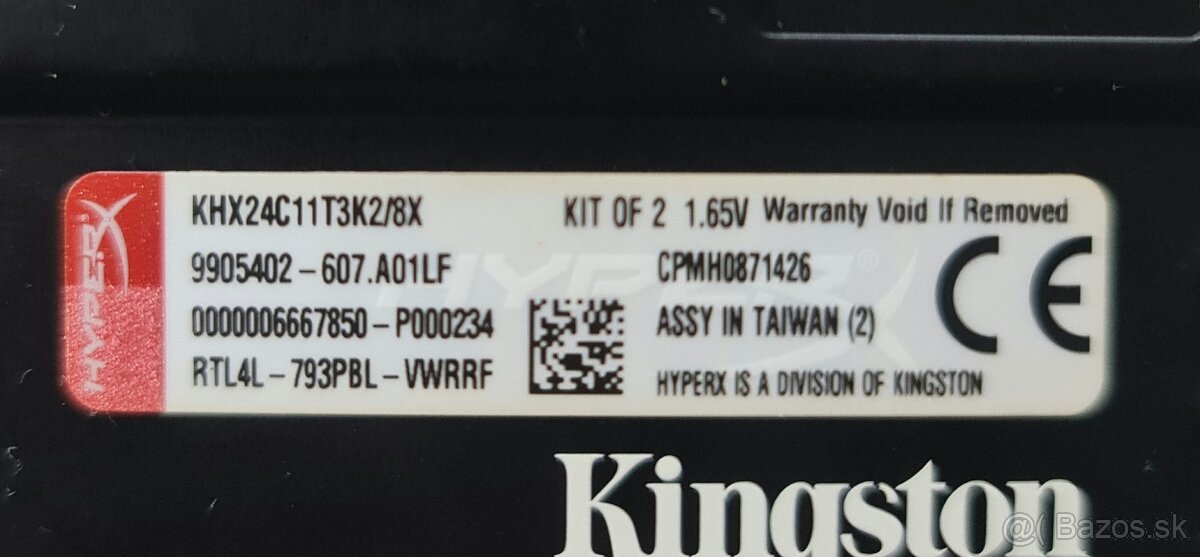 HYPERX
KHX24C11T3K2/8X KIT OF 2 1.65V Warranty Void If Removed
9905402-607.A01LF CPMH0871426
0000006667850-P000234 ASSY IN TAIWAN (2)
RTL4L-793PBL-VWRRF HYPERX IS A DIVISION OF KINGSTON
CE
HYPERX®
Kingston
@( Bazos.sk